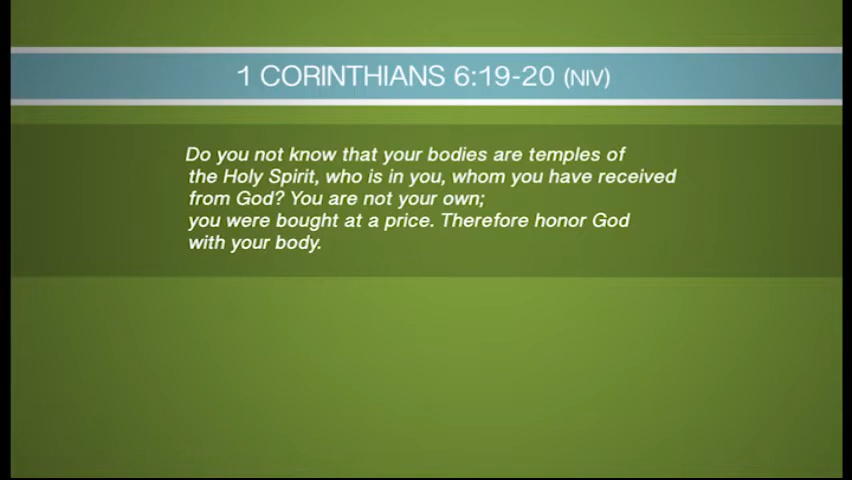 1 CORINTHIANS 6:19-20 (NIV)
Do you not know that your bodies are temples of
the Holy Spirit, who is in you, whom you have received
from God? You are not your own;
you were bought at a price. Therefore honor God
with your body.